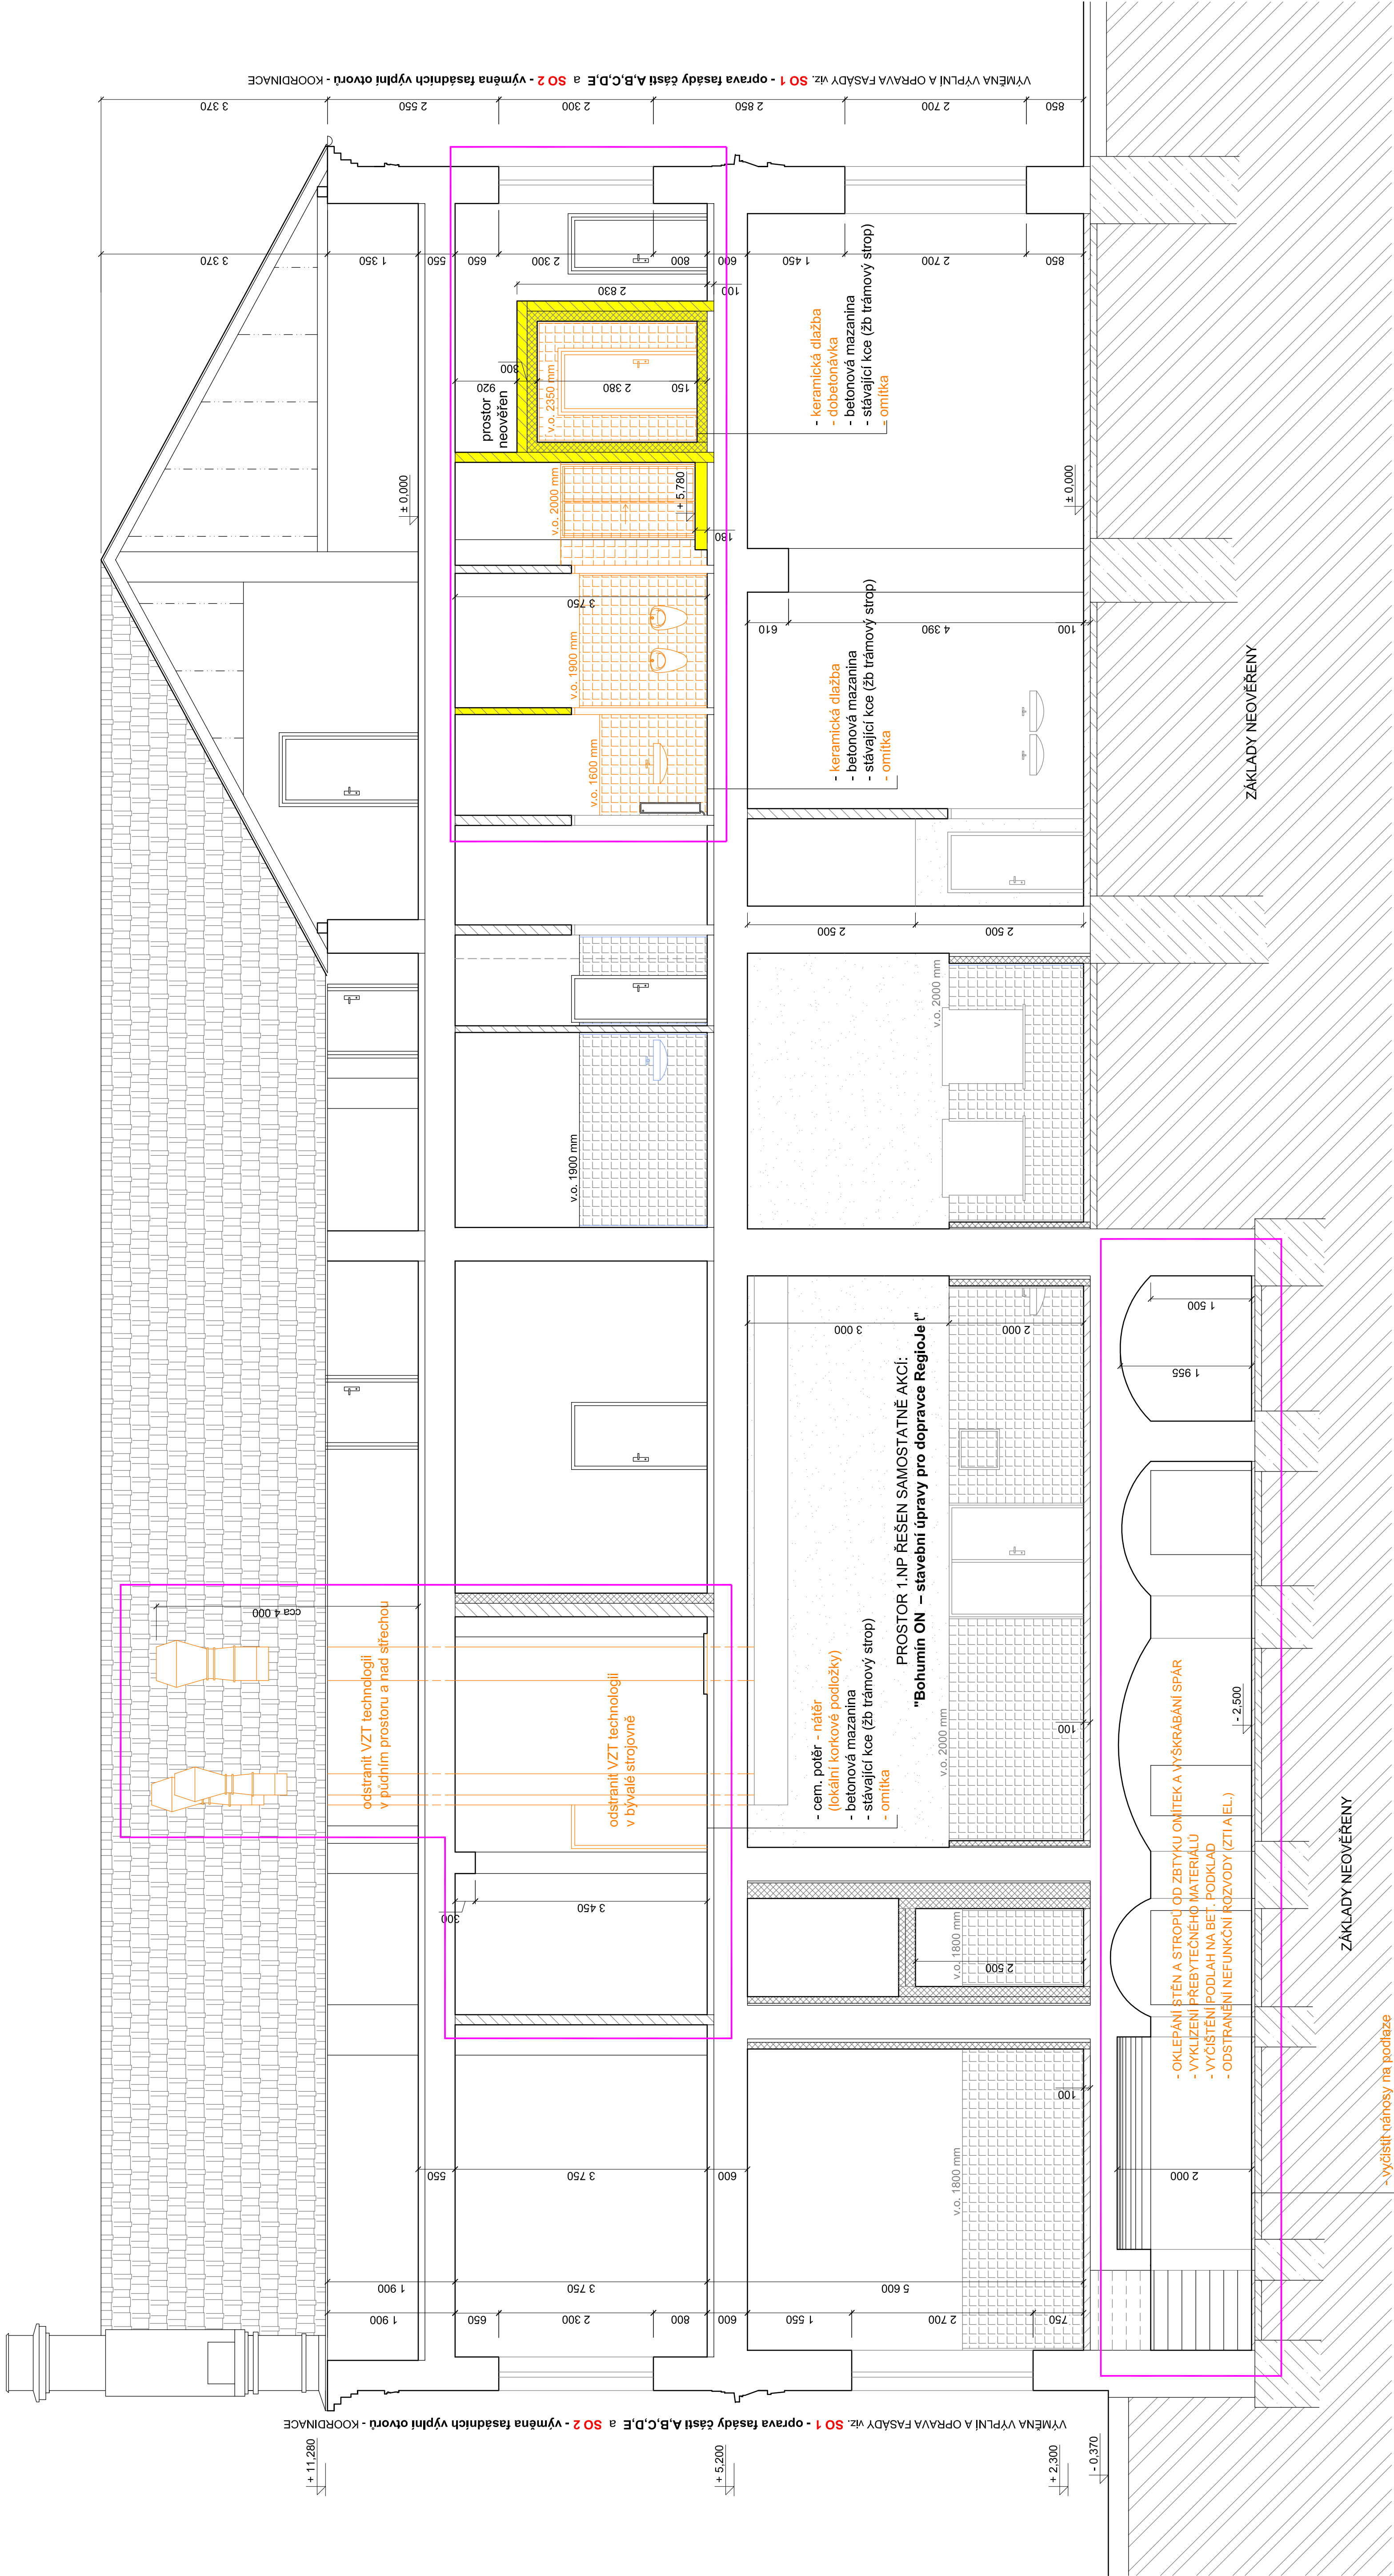 VÝMĚNA VÝPLNÍ A OPRAVA FASÁDY viz. SO 1 - oprava fasády části A,B,C,D,E a SO 2 - výměna fasádních výplní otvorů - KOORDINACE
3 370
2 550
2 300
2 850
2 700
850
3 370
1 350
550
650
2 300
800
600
1 450
2 700
850
2 830
100
300
920
prostor
neověřen
v.o. 2350 mm
2 380
150
- keramická dlažba
- dobetonávka
- betonová mazanina
- stávající kce (žb trámový strop)
- omítka
± 0,000
v.o. 2000 mm
+ 5,780
180
± 0,000
3 750
v.o. 1900 mm
v.o. 1600 mm
610
4 390
100
- keramická dlažba
- betonová mazanina
- stávající kce (žb trámový strop)
- omítka
ZÁKLADY NEOVĚŘENY
2 500
2 500
v.o. 2000 mm
v.o. 1900 mm
3 000
2 000
1 500
1 955
PROSTOR 1.NP ŘEŠEN SAMOSTATNĚ AKCÍ:
"Bohumín ON – stavební úpravy pro dopravce RegioJet"
cca 4 000
odstranit VZT technologii
v půdním prostoru a nad střechou
odstranit VZT technologii
v bývalé strojovně
- cem. potěr - nátěr
(lokální korkové podložky)
- betonová mazanina
- stávající kce (žb trámový strop)
- omítka
v.o. 2000 mm
100
- 2,500
300
3 450
v.o. 1800 mm
2 500
- OKLEPÁNÍ STĚN A STROPŮ OD ZBTYKU OMÍTEK A VYŠKRÁBÁNÍ SPÁR
- VYKLIZENÍ PŘEBYTEČNÉHO MATERIÁLU
- VYČIŠTĚNÍ PODLAH NA BET. PODKLAD
- ODSTRANĚNÍ NEFUNKČNÍ ROZVODY (ZTI A EL.)
ZÁKLADY NEOVĚŘENY
- vyčistit nánosy na podlaze
550
3 750
600
v.o. 1800 mm
100
2 000
1 900
3 750
5 600
1 900
650
2 300
800
600
1 550
2 700
750
VÝMĚNA VÝPLNÍ A OPRAVA FASÁDY viz. SO 1 - oprava fasády části A,B,C,D,E a SO 2 - výměna fasádních výplní otvorů - KOORDINACE
+ 11,280
+ 5,200
+ 2,300
- 0,370